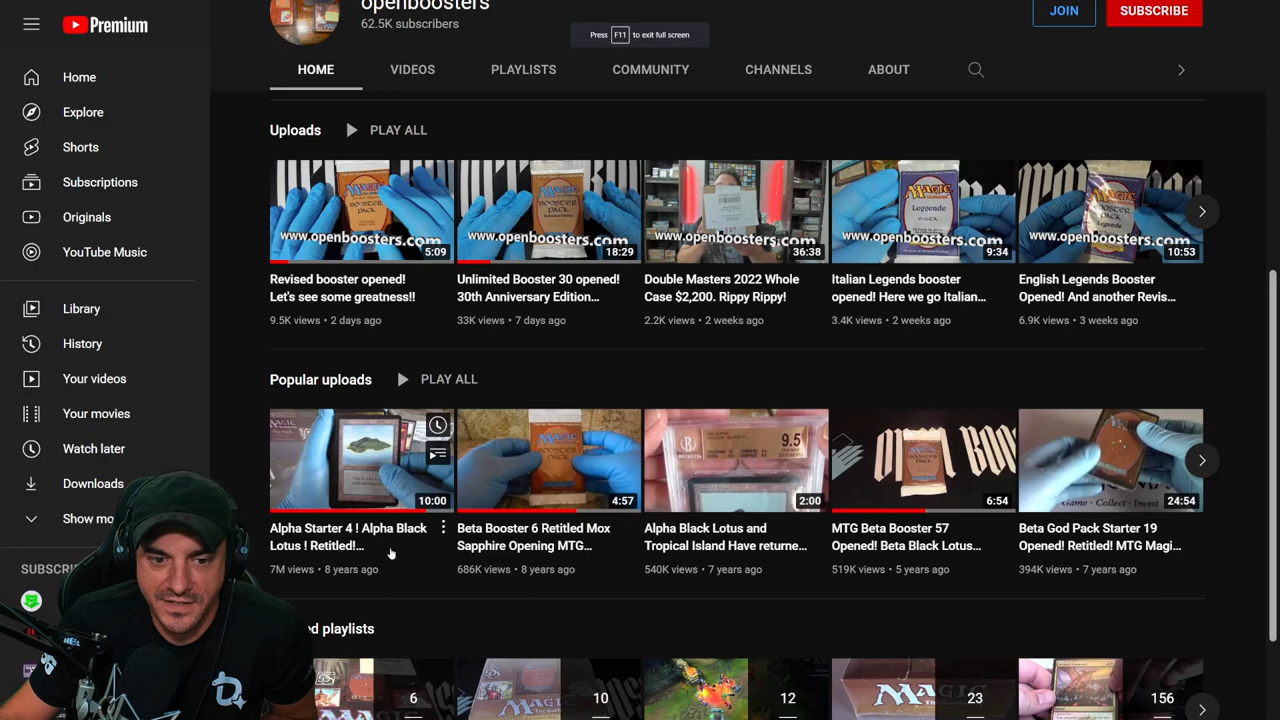 openboosters
62.5K subscribers
Press F11 to exit full screen
JOIN
SUBSCRIBE
Premium
HOME
VIDEOS
PLAYLISTS
COMMUNITY
CHANNELS
ABOUT
Home
Explore
Shorts
Subscriptions
Originals
YouTube Music
Library
History
Your videos
Your movies
Watch later
Downloads
Show mo
SUBSCRI
Uploads
PLAY ALL
www.openboosters.com
5:09
www.openboosters.com
18:29
www.openboosters.com
36:38
MAGIC
Legends
www.openboosters.com
9:34
MAGIC
BOOSTER
PACK
Legends
www.openboosters.com
10:53
Revised booster opened!
Let's see some greatness!!
9.5K views • 2 days ago
Unlimited Booster 30 opened!
30th Anniversary Edition...
33K views • 7 days ago
Double Masters 2022 Whole
Case $2,200. Rippy Rippy!
2.2K views • 2 weeks ago
Italian Legends booster
opened! Here we go Italian...
3.4K views • 2 weeks ago
English Legends Booster
Opened! And another Revis...
6.9K views • 3 weeks ago
Popular uploads
PLAY ALL
10:00
4:57
9.5
2:00
6:54
Game • Collect • Invest
24:54
Alpha Starter 4 ! Alpha Black
Lotus ! Retitled!...
7M views • 8 years ago
Beta Booster 6 Retitled Mox
Sapphire Opening MTG...
686K views • 8 years ago
Alpha Black Lotus and
Tropical Island Have returne...
540K views • 7 years ago
MTG Beta Booster 57
Opened! Beta Black Lotus...
519K views • 5 years ago
Beta God Pack Starter 19
Opened! Retitled! MTG Magi...
394K views • 7 years ago
d playlists
6
10
12
MAGIC
23
156